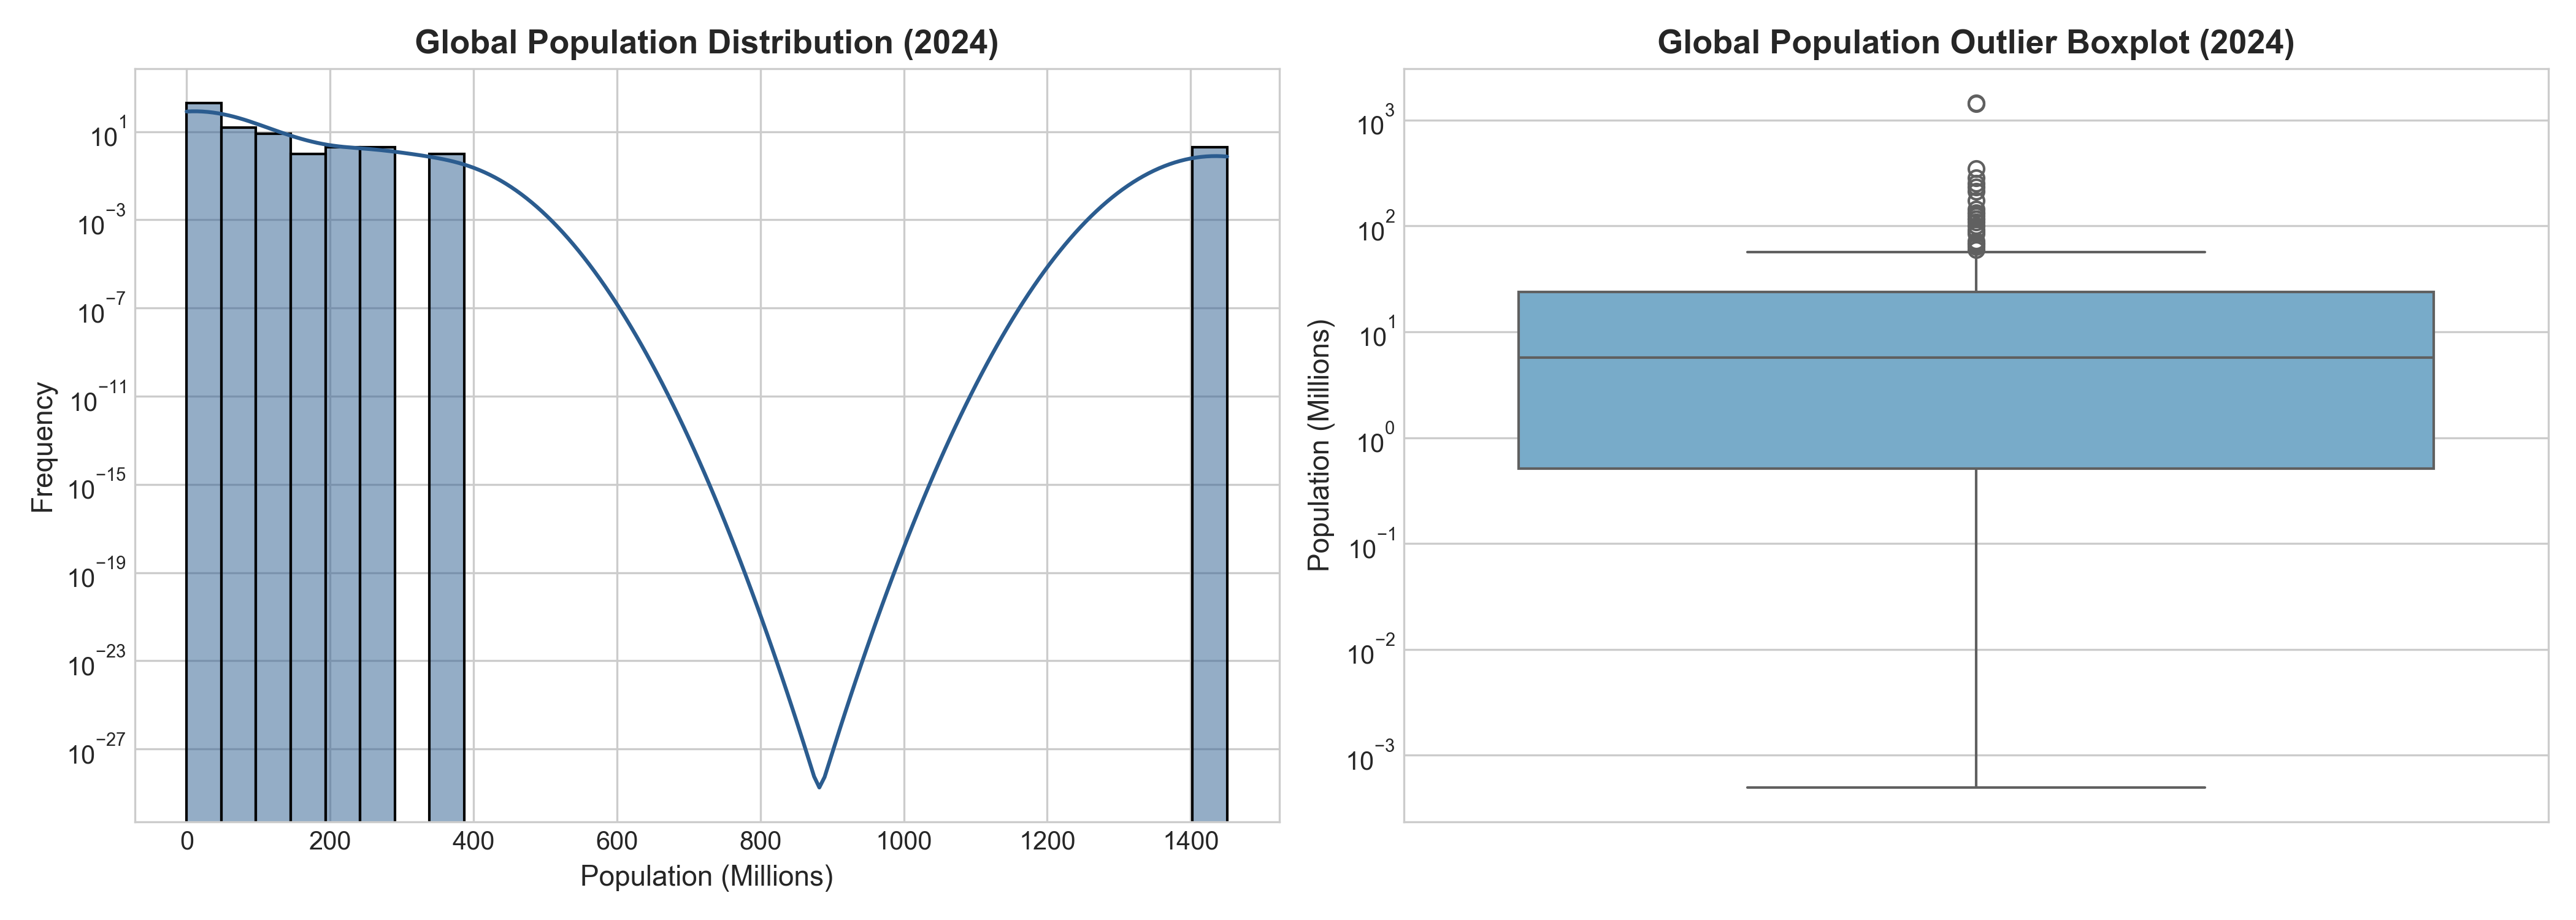 Global Population Distribution (2024)
Frequency
10^1
10^−3
10^−7
10^−11
10^−15
10^−19
10^−23
10^−27
0 200 400 600 800 1000 1200 1400
Population (Millions)
Global Population Outlier Boxplot (2024)
Population (Millions)
10^3
10^2
10^1
10^0
10^−1
10^−2
10^−3